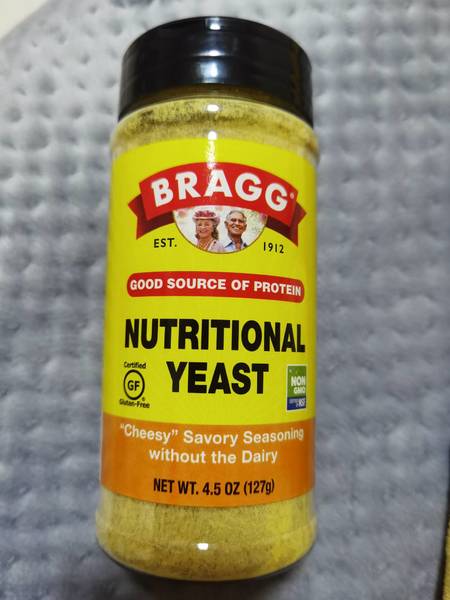 BRAGG®
EST. 1912
GOOD SOURCE OF PROTEIN
NUTRITIONAL
YEAST
Certified
GF®
Gluten-Free
NON
GMO
NSF
"Cheesy" Savory Seasoning
without the Dairy
NET WT. 4.5 OZ (127g)